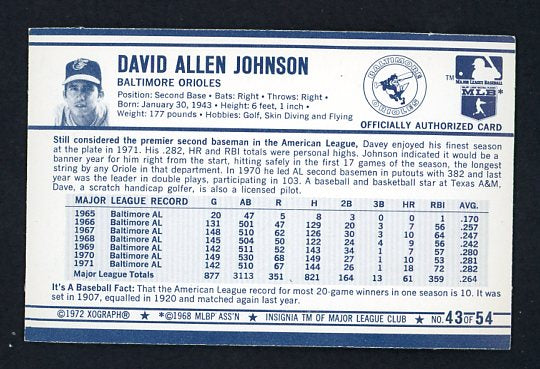 DAVID ALLEN JOHNSON
BALTIMORE ORIOLES
Position: Second Base • Bats: Right • Throws: Right •
Born: January 30, 1943 • Height: 6 feet, 1 inch •
Weight: 177 pounds • Hobbies: Golf, Skin Diving and Flying
BALTIMORE
ORIOLES
TM
MAJOR LEAGUE BASEBALL
MLB*
OFFICIALLY AUTHORIZED CARD
Still considered the premier second baseman in the American League, Davey enjoyed his finest season
at the plate in 1971. His .282, HR and RBI totals were personal highs. Johnson indicated it would be a
banner year for him right from the start, hitting safely in the first 17 games of the season, the longest
string by any Oriole in that department. In 1970 he led AL second basemen in putouts with 382 and last
year was the leader in double plays, participating in 103. A baseball and basketball star at Texas A&M,
Dave, a scratch handicap golfer, is also a licensed pilot.
MAJOR LEAGUE RECORD G AB R H 2B 3B HR RBI AVG.
1965 Baltimore AL 20 47 5 8 3 0 0 1 .170
1966 Baltimore AL 131 501 47 129 20 3 7 56 .257
1967 Baltimore AL 148 510 62 126 30 3 10 64 .247
1968 Baltimore AL 145 504 50 122 24 4 9 56 .242
1969 Baltimore AL 142 511 52 143 34 1 7 57 .280
1970 Baltimore AL 149 530 68 149 27 1 10 53 .281
1971 Baltimore AL 142 510 67 144 26 1 18 72 .282
Major League Totals 877 3113 351 821 164 13 61 359 .264
It's A Baseball Fact: That the American League record for most 20-game winners in one season is 10. It was
set in 1907, equalled in 1920 and matched again last year.
©1972 XOGRAPH® ★ *©1968 MLBP ASS'N ★ INSIGNIA TM OF MAJOR LEAGUE CLUB ★ NO. 43 OF 54